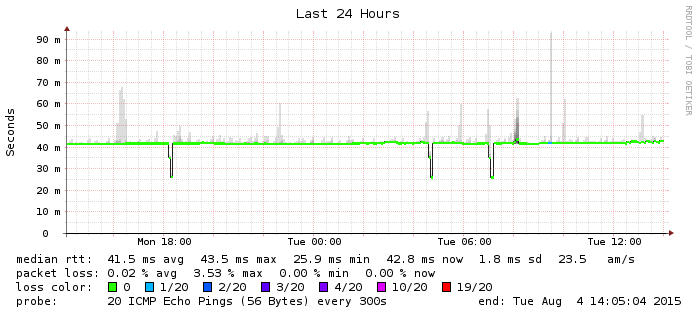 Last 24 Hours
RRDTOOL / TOBI OETIKER
Seconds
90 m
80 m
70 m
60 m
50 m
40 m
30 m
20 m
10 m
0
Mon 18:00 Tue 00:00 Tue 06:00 Tue 12:00
median rtt: 41.5 ms avg 43.5 ms max 25.9 ms min 42.8 ms now 1.8 ms sd 23.5 am/s
packet loss: 0.02 % avg 3.53 % max 0.00 % min 0.00 % now
loss color: 0 1/20 2/20 3/20 4/20 10/20 19/20
probe: 20 ICMP Echo Pings (56 Bytes) every 300s end: Tue Aug 4 14:05:04 2015